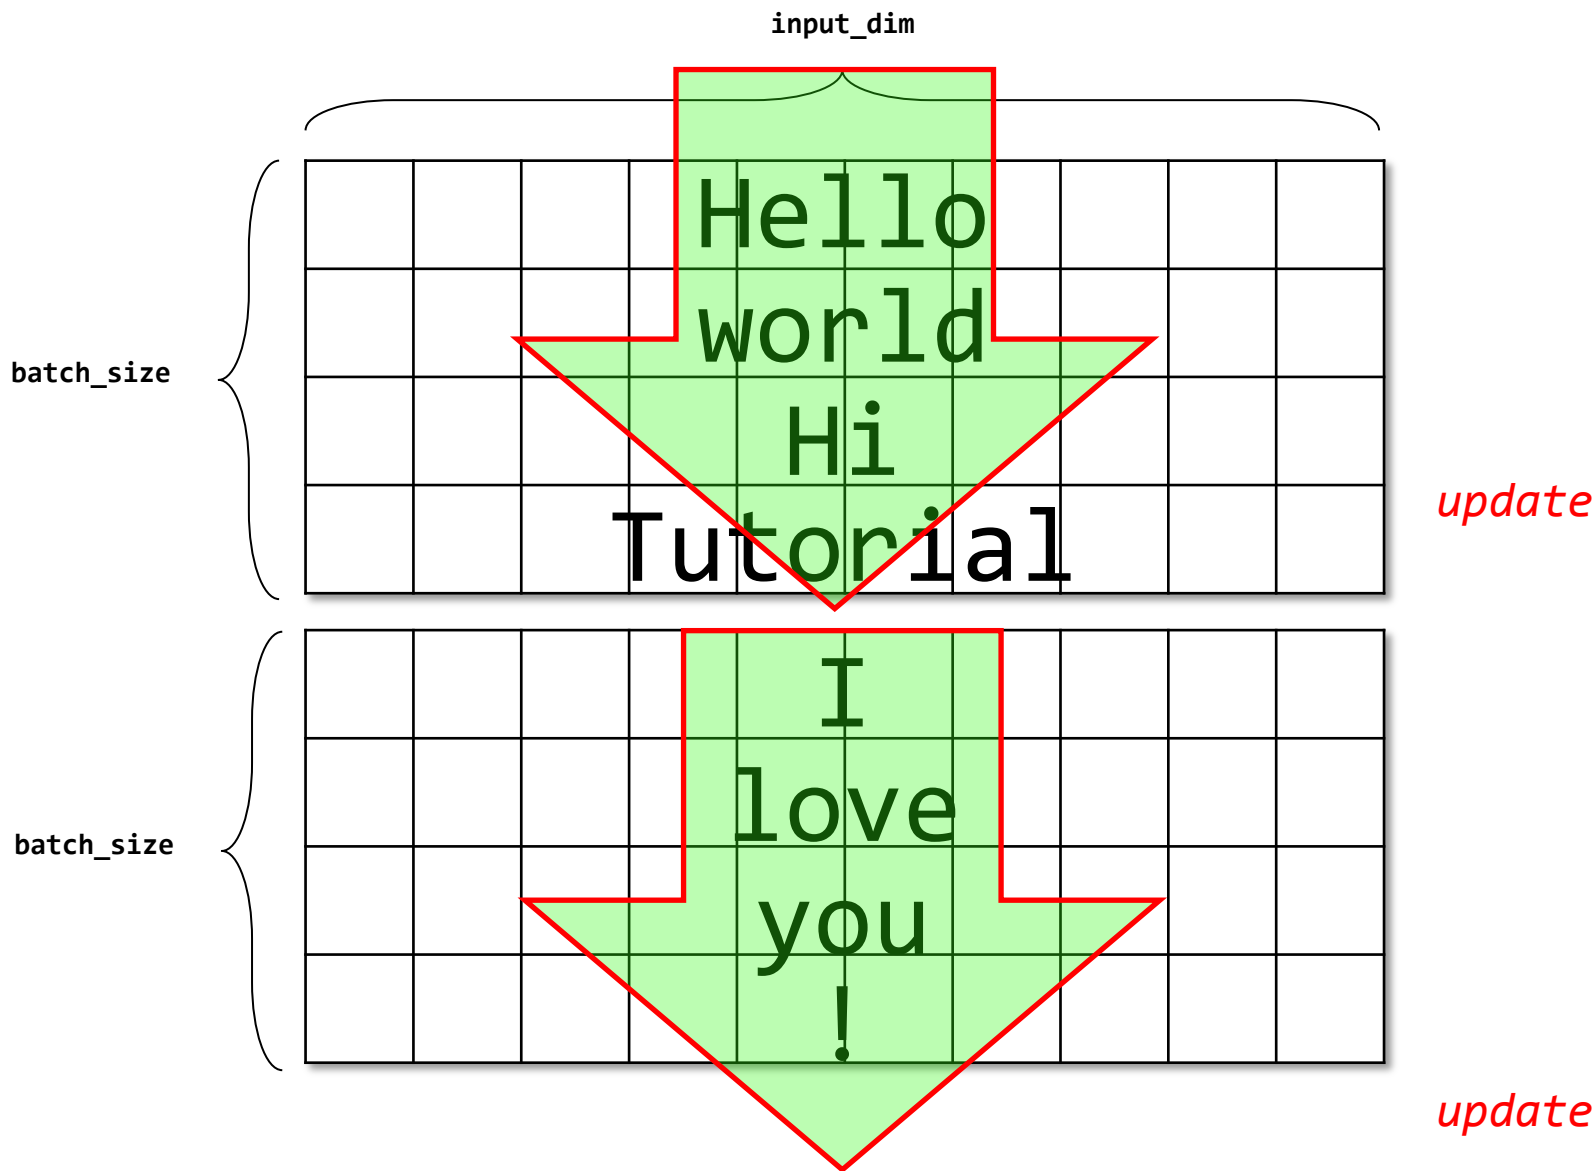 input_dim
Hello
world
batch_size
Hi
update
Tutorial
I
love
batch_size
you
!
update